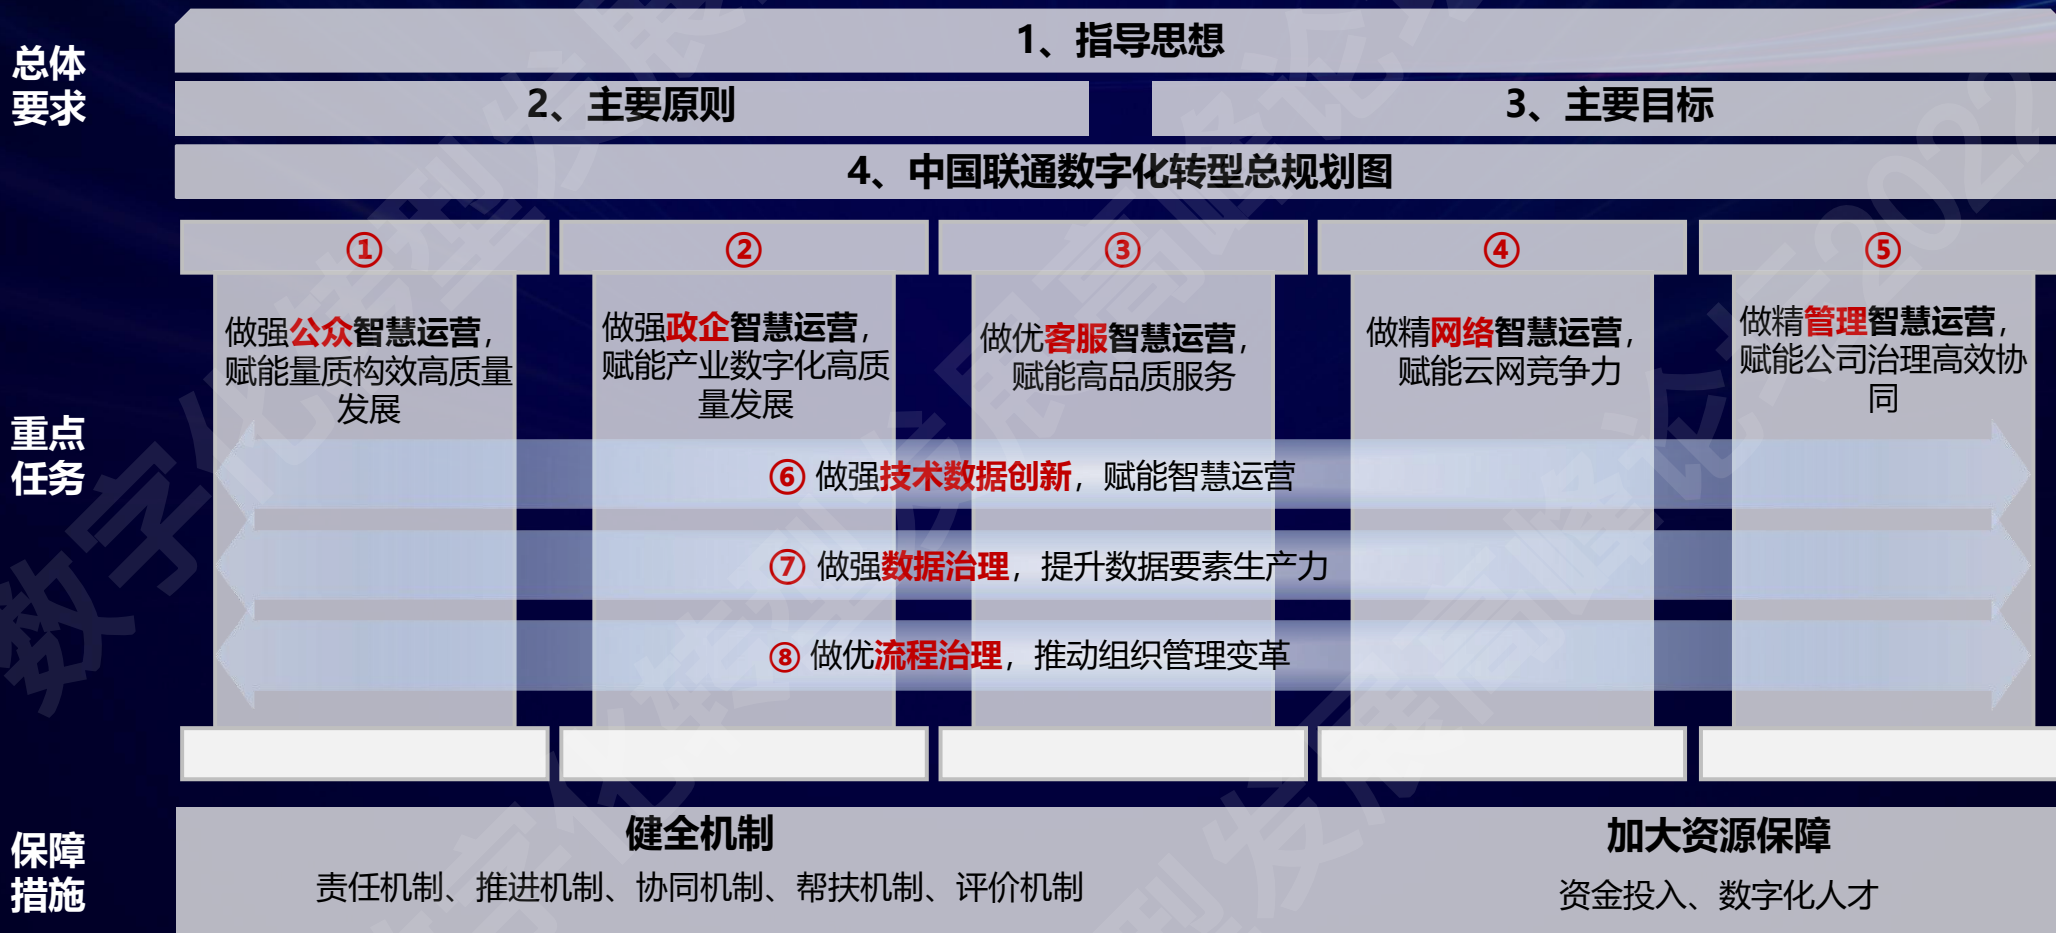 总体
要求
1、指导思想
2、主要原则
3、主要目标
4、中国联通数字化转型总规划图
重点
任务
①
做强公众智慧运营，
赋能量质构效高质量
发展
②
做强政企智慧运营，
赋能产业数字化高质
量发展
③
做优客服智慧运营，
赋能高品质服务
④
做精网络智慧运营，
赋能云网竞争力
⑤
做精管理智慧运营，
赋能公司治理高效协
同
⑥ 做强技术数据创新，赋能智慧运营
⑦ 做强数据治理，提升数据要素生产力
⑧ 做优流程治理，推动组织管理变革
保障
措施
健全机制
责任机制、推进机制、协同机制、帮扶机制、评价机制
加大资源保障
资金投入、数字化人才